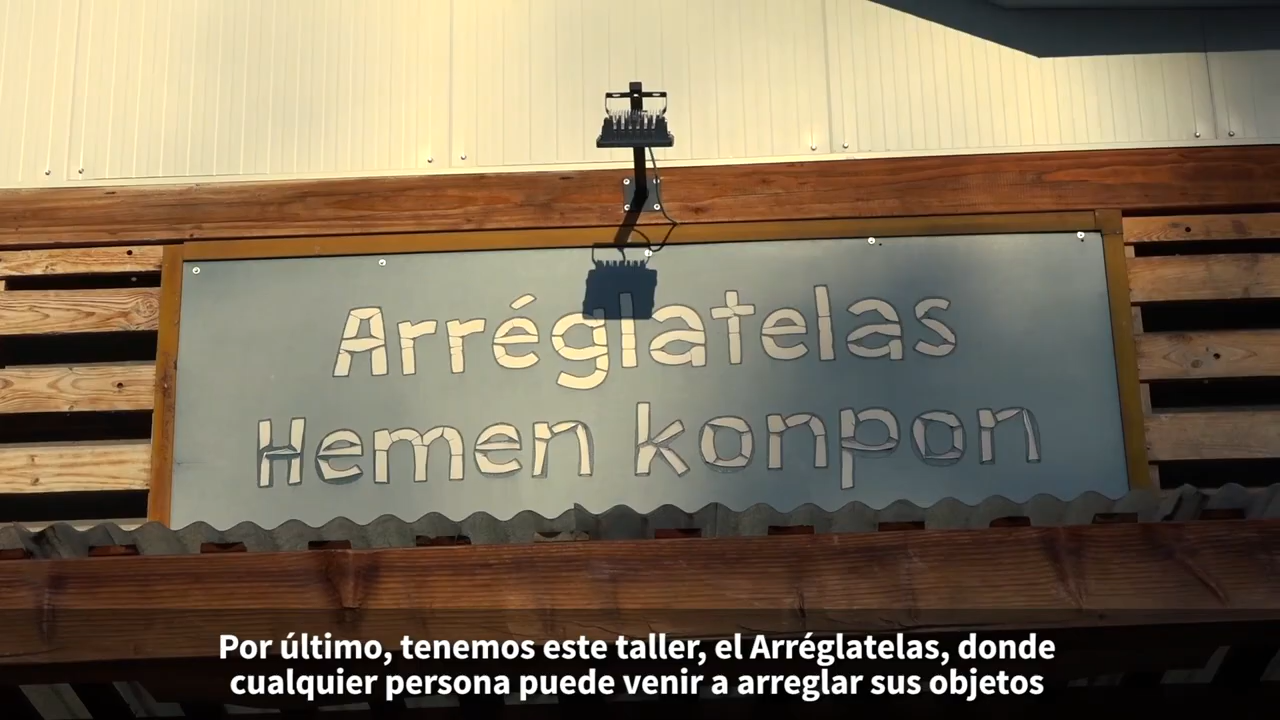 Arréglatelas
Hemen konpon
Por último, tenemos este taller, el Arréglatelas, donde
cualquier persona puede venir a arreglar sus objetos